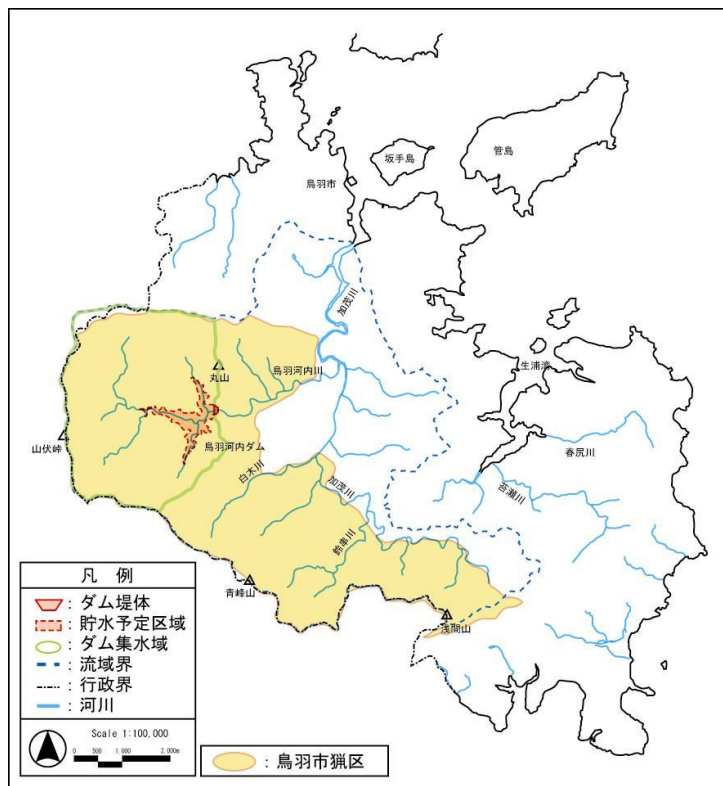 坂手島
菅島
鳥羽市
加茂川
生浦湾
丸山
鳥羽河内川
山伏峠
鳥羽河内ダム
白木川
加茂川
春尻川
苔瀬川
鈴串川
青峰山
浅間山
凡 例
: ダム堤体
: 貯水予定区域
: ダム集水域
: 流域界
: 行政界
: 河川
Scale 1:100,000
0 500 1,000 2,000m
: 鳥羽市猟区